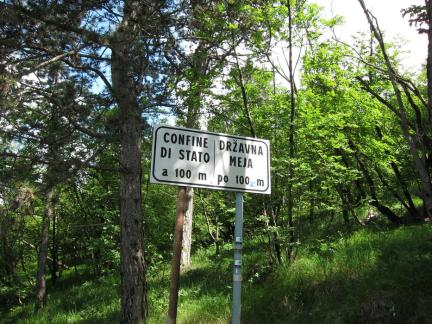 CONFINE
DI STATO
a 100 m
DRŽAVNA
MEJA
po 100 m